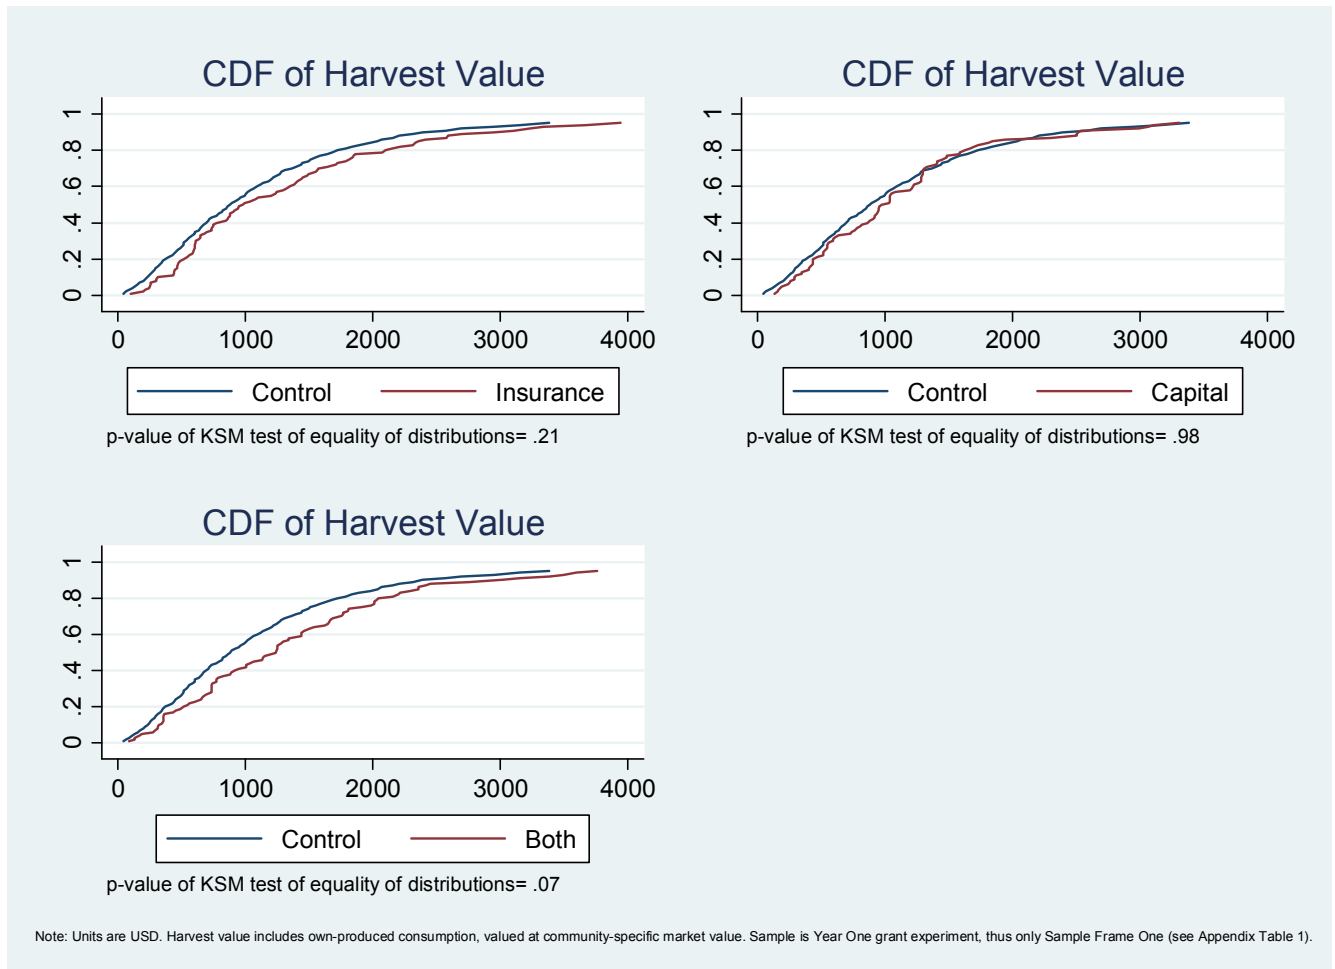 CDF of Harvest Value
1
.8
.6
.4
.2
0
0 1000 2000 3000 4000
Control Insurance
p-value of KSM test of equality of distributions= .21
CDF of Harvest Value
1
.8
.6
.4
.2
0
0 1000 2000 3000 4000
Control Capital
p-value of KSM test of equality of distributions= .98
CDF of Harvest Value
1
.8
.6
.4
.2
0
0 1000 2000 3000 4000
Control Both
p-value of KSM test of equality of distributions= .07
Note: Units are USD. Harvest value includes own-produced consumption, valued at community-specific market value. Sample is Year One grant experiment, thus only Sample Frame One (see Appendix Table 1).